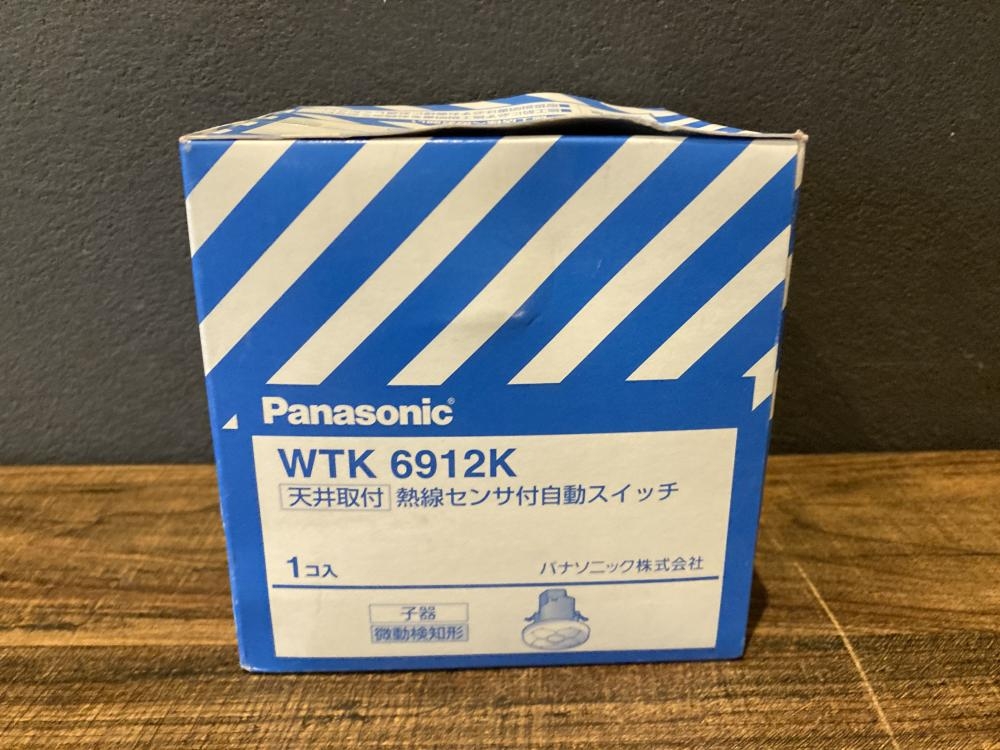 Panasonic
WTK 6912K
天井取付 熱線センサ付自動スイッチ
1コ入
パナソニック株式会社
子器
微動検知形